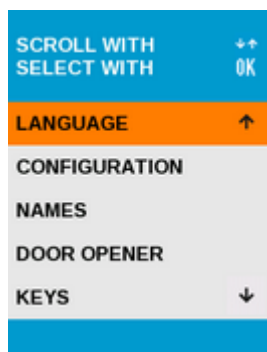 SCROLL WITH ↓↑
SELECT WITH OK
LANGUAGE ↑
CONFIGURATION
NAMES
DOOR OPENER
KEYS ↓